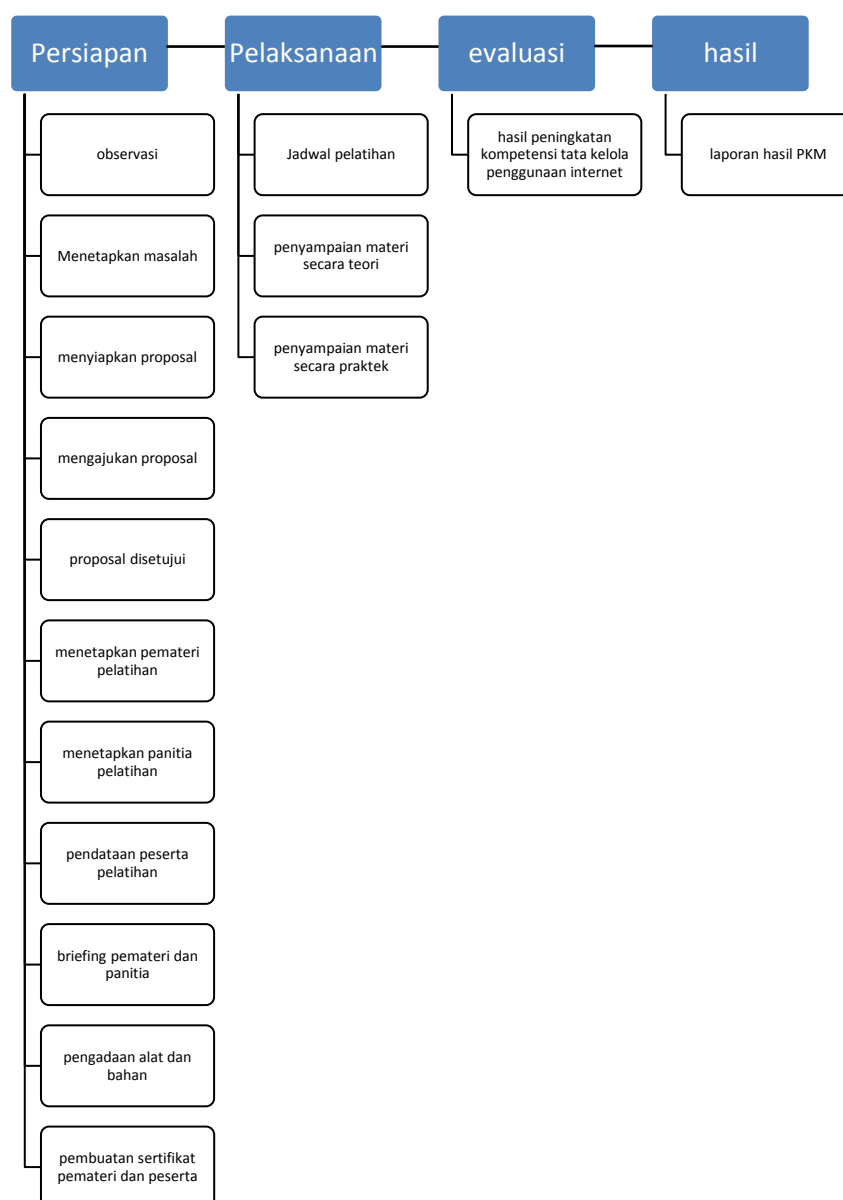 Persiapan
observasi
Menetapkan masalah
menyiapkan proposal
mengajukan proposal
proposal disetujui
menetapkan pemateri
pelatihan
menetapkan panitia
pelatihan
pendataan peserta
pelatihan
briefing pemateri dan
panitia
pengadaan alat dan
bahan
pembuatan sertifikat
pemateri dan peserta
Pelaksanaan
Jadwal pelatihan
penyampaian materi
secara teori
penyampaian materi
secara praktek
evaluasi
hasil peningkatan
kompetensi tata kelola
penggunaan internet
hasil
laporan hasil PKM